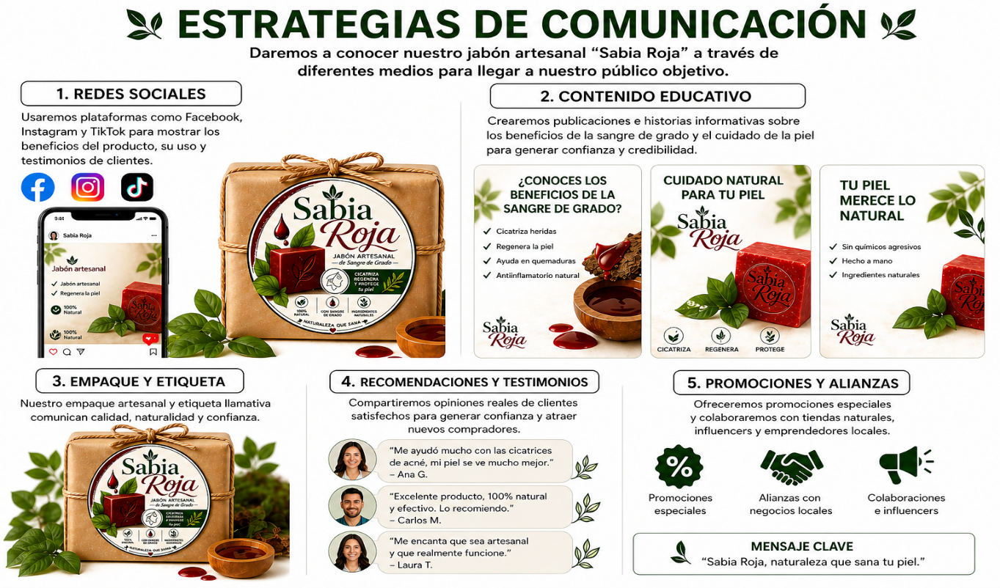 ESTRATEGIAS DE COMUNICACIÓN
Daremos a conocer nuestro jabón artesanal “Sabia Roja” a través de
diferentes medios para llegar a nuestro público objetivo.
1. REDES SOCIALES
Usaremos plataformas como Facebook,
Instagram y TikTok para mostrar los
beneficios del producto, su uso y
testimonios de clientes.
9:41
Sabia Roja
Jabón artesanal
Jabón artesanal
Regenera la piel
100%
Natural
100%
Natural
Sabia
Roja
Sabia
Roja
JABÓN ARTESANAL
de Sangre de Grado
CICATRIZA
REGENERA
Y PROTEGE
tu piel
100%
NATURAL
CON SANGRE
DE GRADO
INGREDIENTES
NATURALES
NATURALEZA QUE SANA
2. CONTENIDO EDUCATIVO
Crearemos publicaciones e historias informativas sobre
los beneficios de la sangre de grado y el cuidado de la piel
para generar confianza y credibilidad.
¿CONOCES LOS
BENEFICIOS DE LA
SANGRE DE GRADO?
Cicatriza heridas
Regenera la piel
Ayuda en quemaduras
Antiinflamatorio natural
Sabia
Roja
CUIDADO NATURAL
PARA TU PIEL
Sabia
Roja
Sabia
Roja
CICATRIZA
REGENERA
PROTEGE
TU PIEL
MERECE LO
NATURAL
Sin químicos agresivos
Hecho a mano
Ingredientes naturales
Sabia
Roja
3. EMPAQUE Y ETIQUETA
Nuestro empaque artesanal y etiqueta llamativa
comunican calidad, naturalidad y confianza.
Sabia
Roja
JABÓN ARTESANAL
de Sangre de Grado
NATURALEZA QUE SANA
4. RECOMENDACIONES Y TESTIMONIOS
Compartiremos opiniones reales de clientes
satisfechos para generar confianza y atraer
nuevos compradores.
“Me ayudó mucho con las cicatrices
de acné, mi piel se ve mucho mejor.”
– Ana G.
“Excelente producto, 100% natural
y efectivo. Lo recomiendo.”
– Carlos M.
“Me encanta que sea artesanal
y que realmente funcione.”
– Laura T.
5. PROMOCIONES Y ALIANZAS
Ofreceremos promociones especiales
y colaboraremos con tiendas naturales,
influencers y emprendedores locales.
%
Promociones
especiales
Alianzas con
negocios locales
Colaboraciones
e influencers
MENSAJE CLAVE
“Sabia Roja, naturaleza que sana tu piel.”